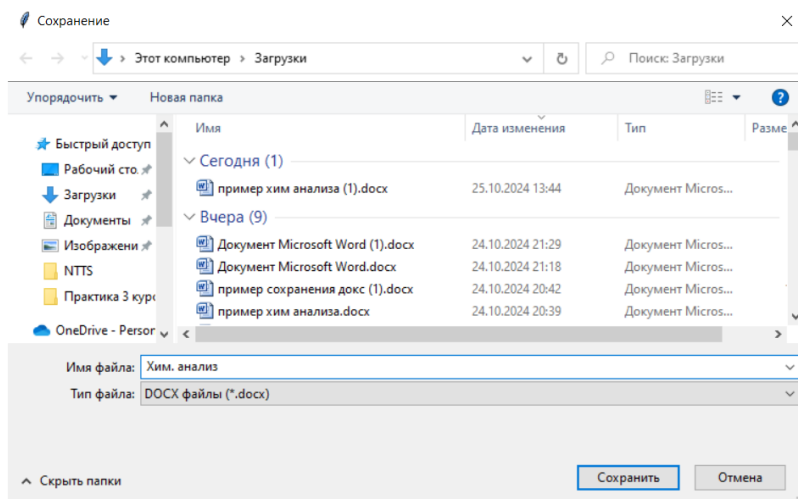 Сохранение
Этот компьютер > Загрузки
Поиск: Загрузки
Упорядочить
Новая папка
Имя
Дата изменения
Тип
Разме
Быстрый доступ
Рабочий сто.
Загрузки
Документы
Изображени
NTTS
Практика 3 курс
OneDrive - Person
Сегодня (1)
пример хим анализа (1).docx 25.10.2024 13:44 Документ Micros...
Вчера (9)
Документ Microsoft Word (1).docx 24.10.2024 21:29 Документ Micros...
Документ Microsoft Word.docx 24.10.2024 21:18 Документ Micros...
пример сохранения докс (1).docx 24.10.2024 20:42 Документ Micros...
пример хим анализа.docx 24.10.2024 20:39 Документ Micros...
Имя файла: Хим. анализ
Тип файла: DOCX файлы (*.docx)
Скрыть папки
Сохранить
Отмена